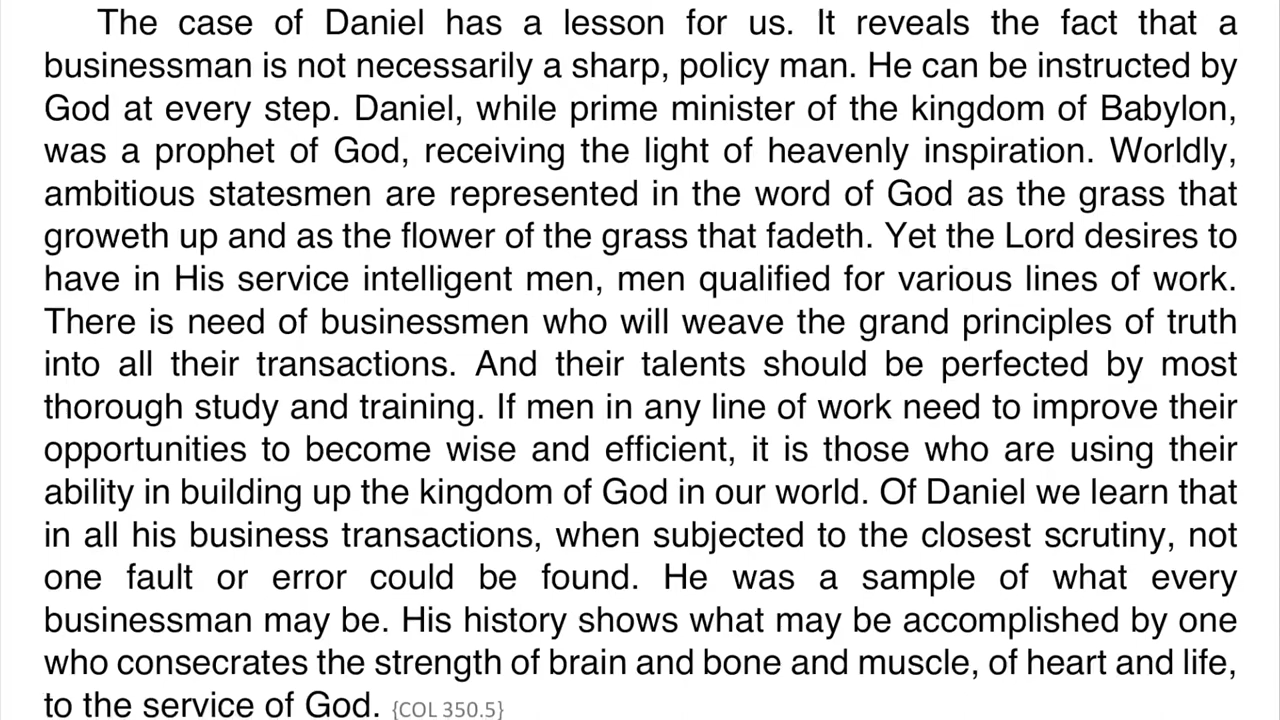 The case of Daniel has a lesson for us. It reveals the fact that a
businessman is not necessarily a sharp, policy man. He can be instructed by
God at every step. Daniel, while prime minister of the kingdom of Babylon,
was a prophet of God, receiving the light of heavenly inspiration. Worldly,
ambitious statesmen are represented in the word of God as the grass that
groweth up and as the flower of the grass that fadeth. Yet the Lord desires to
have in His service intelligent men, men qualified for various lines of work.
There is need of businessmen who will weave the grand principles of truth
into all their transactions. And their talents should be perfected by most
thorough study and training. If men in any line of work need to improve their
opportunities to become wise and efficient, it is those who are using their
ability in building up the kingdom of God in our world. Of Daniel we learn that
in all his business transactions, when subjected to the closest scrutiny, not
one fault or error could be found. He was a sample of what every
businessman may be. His history shows what may be accomplished by one
who consecrates the strength of brain and bone and muscle, of heart and life,
to the service of God. {COL 350.5}